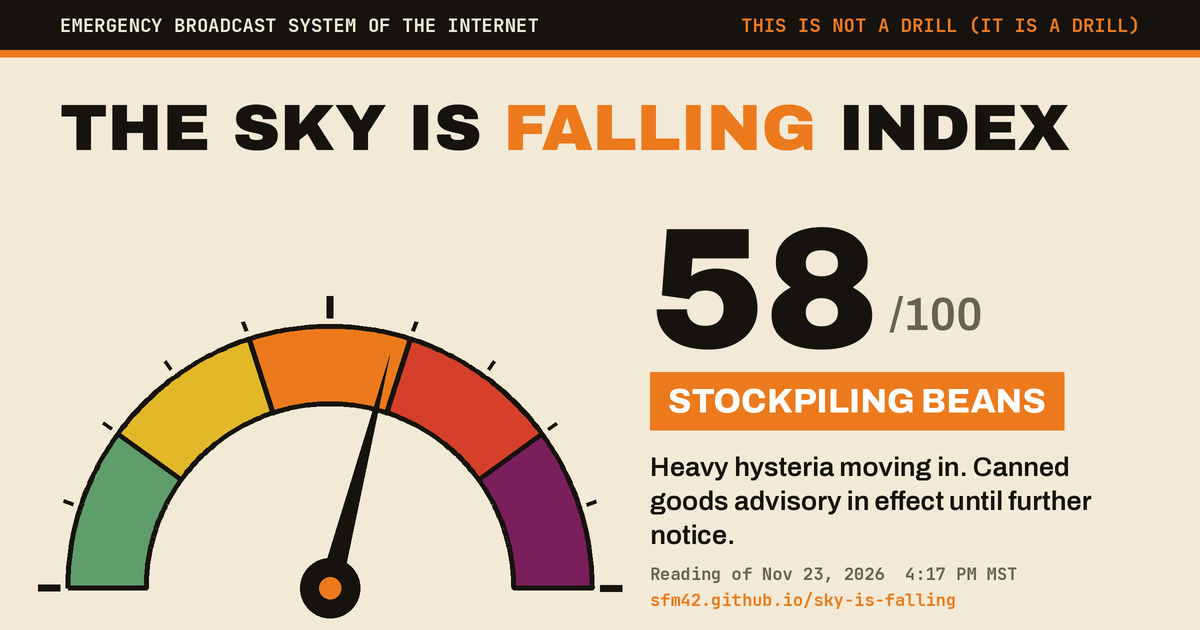 EMERGENCY BROADCAST SYSTEM OF THE INTERNET
THIS IS NOT A DRILL (IT IS A DRILL)
THE SKY IS FALLING INDEX
58 /100
STOCKPILING BEANS
Heavy hysteria moving in. Canned
goods advisory in effect until further
notice.
Reading of Nov 23, 2026 4:17 PM MST
sfm42.github.io/sky-is-falling